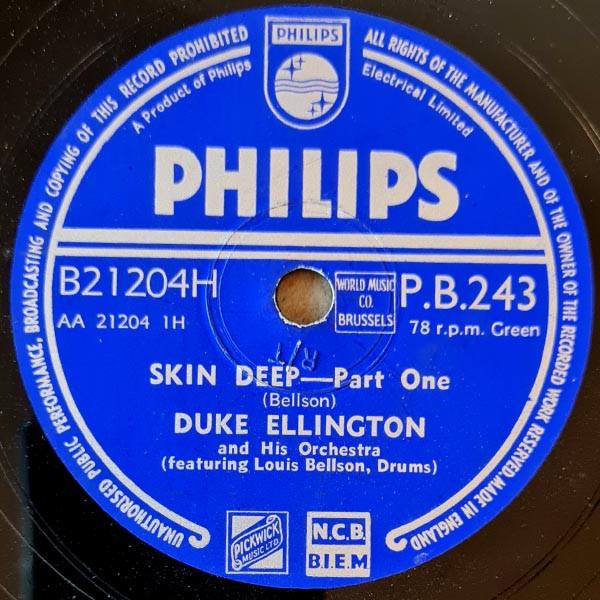 UNAUTHORISED PUBLIC PERFORMANCE, BROADCASTING AND COPYING OF THIS RECORD PROHIBITED
ALL RIGHTS OF THE MANUFACTURER AND OF THE OWNER OF THE RECORDED WORK RESERVED. MADE IN ENGLAND
PHILIPS
A Product of Philips Electrical Limited
PHILIPS
B21204H
AA 21204 1H
WORLD MUSIC
CO.
BRUSSELS
P.B.243
78 r.p.m. Green
R/T
SKIN DEEP—Part One
(Bellson)
DUKE ELLINGTON
and His Orchestra
(featuring Louis Bellson, Drums)
PICKWICK
MUSIC LTD
N.C.B.
B.I.E.M